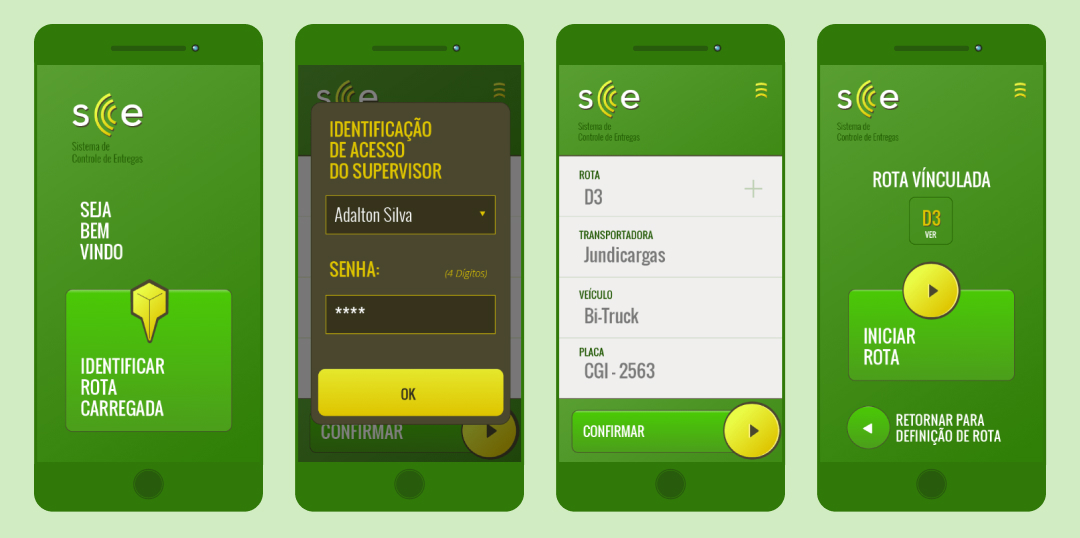 sce
Sistema de
Controle de Entregas
SEJA
BEM
VINDO
IDENTIFICAR
ROTA
CARREGADA
sce
IDENTIFICAÇÃO
DE ACESSO
DO SUPERVISOR
Adalton Silva
SENHA:
(4 Dígitos)
****
OK
CONFIRMAR
sce
Sistema de
Controle de Entregas
ROTA
D3
TRANSPORTADORA
Jundicargas
VEÍCULO
Bi-Truck
PLACA
CGI - 2563
CONFIRMAR
sce
Sistema de
Controle de Entregas
ROTA VÍNCULADA
D3
VER
INICIAR
ROTA
RETORNAR PARA
DEFINIÇÃO DE ROTA